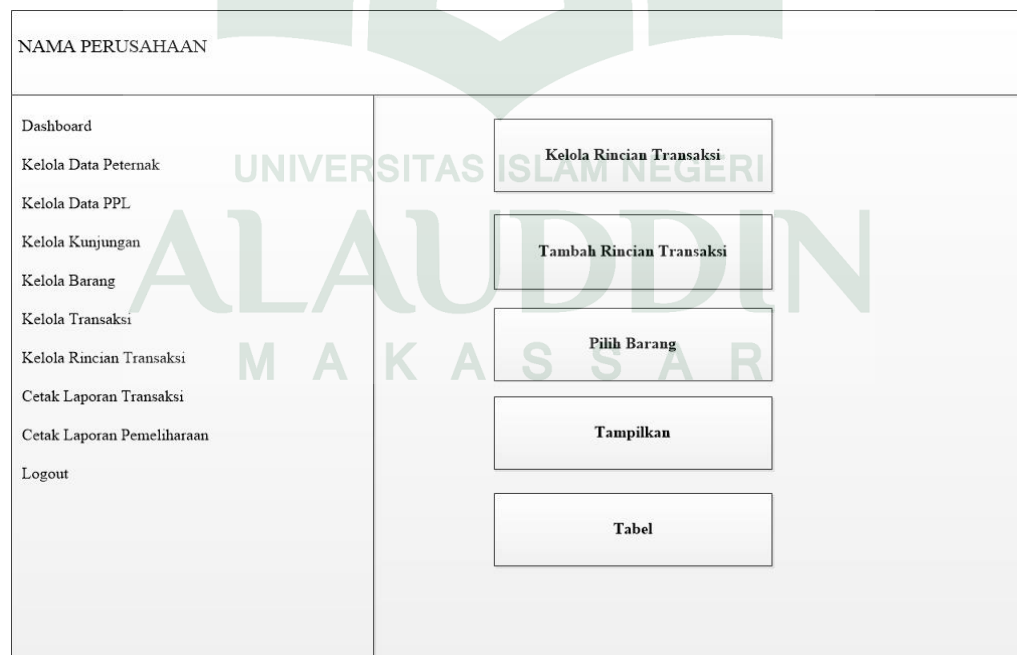 NAMA PERUSAHAAN
Dashboard
Kelola Data Peternak
Kelola Data PPL
Kelola Kunjungan
Kelola Barang
Kelola Transaksi
Kelola Rincian Transaksi
Cetak Laporan Transaksi
Cetak Laporan Pemeliharaan
Logout
Kelola Rincian Transaksi
Tambah Rincian Transaksi
Pilih Barang
Tampilkan
Tabel
UNIVERSITAS ISLAM NEGERI
ALAUDDIN
MAKASSAR